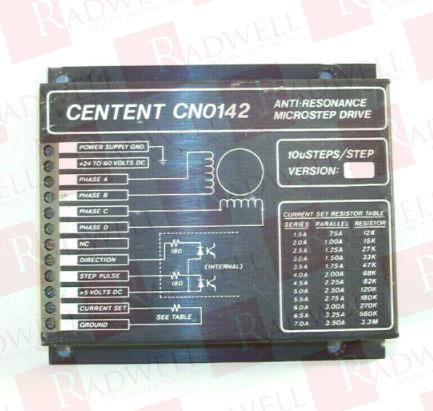 RADWELL
INTERNATIONAL, INC.
CENTENT CN0142
ANTI-RESONANCE
MICROSTEP DRIVE
POWER SUPPLY GND.
+24 TO 60 VOLTS DC
PHASE A
PHASE B
PHASE C
PHASE D
NC
DIRECTION
STEP PULSE
+5 VOLTS DC
CURRENT SET
GROUND
180
(INTERNAL)
180
SEE TABLE
10uSTEPS/STEP
VERSION:
CURRENT SET RESISTOR TABLE
SERIES PARALLEL RESISTOR
1.5A .75A 12K
2.0A 1.00A 15K
2.5A 1.25A 27K
3.0A 1.50A 33K
3.5A 1.75A 47K
4.0A 2.00A 68K
4.5A 2.25A 82K
5.0A 2.50A 120K
5.5A 2.75A 180K
6.0A 3.00A 270K
6.5A 3.25A 560K
7.0A 3.50A 3.3M